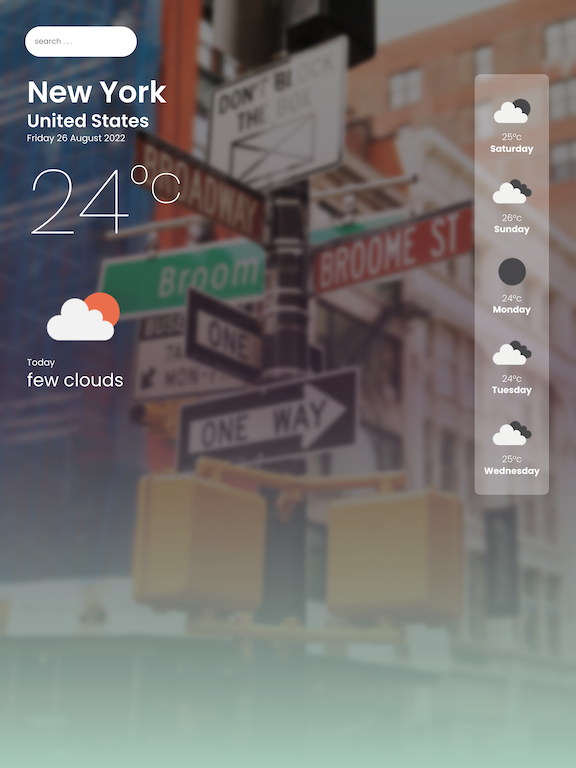 search . . .
New York
United States
Friday 26 August 2022
24°c
Today
few clouds
25°c
Saturday
26°c
Sunday
24°c
Monday
24°c
Tuesday
25°c
Wednesday
DON'T BLOCK
THE BOX
BROADWAY
Broom
BROOME ST
ONE
ONE WAY